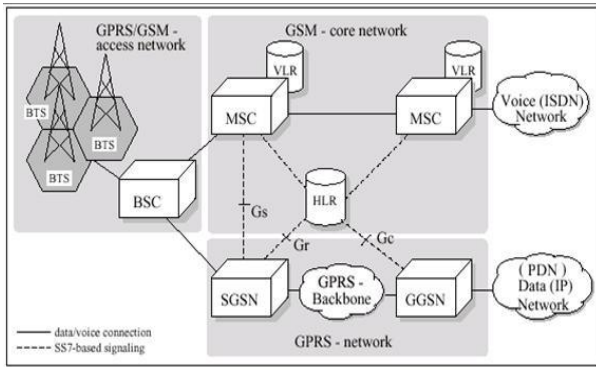 GPRS/GSM -
access network
GSM - core network
VLR
VLR
BTS
BTS
BTS
MSC
MSC
Voice (ISDN)
Network
BSC
HLR
Gs
Gr
Gc
SGSN
GPRS -
Backbone
GGSN
( PDN )
Data (IP)
Network
data/voice connection
SS7-based signaling
GPRS - network